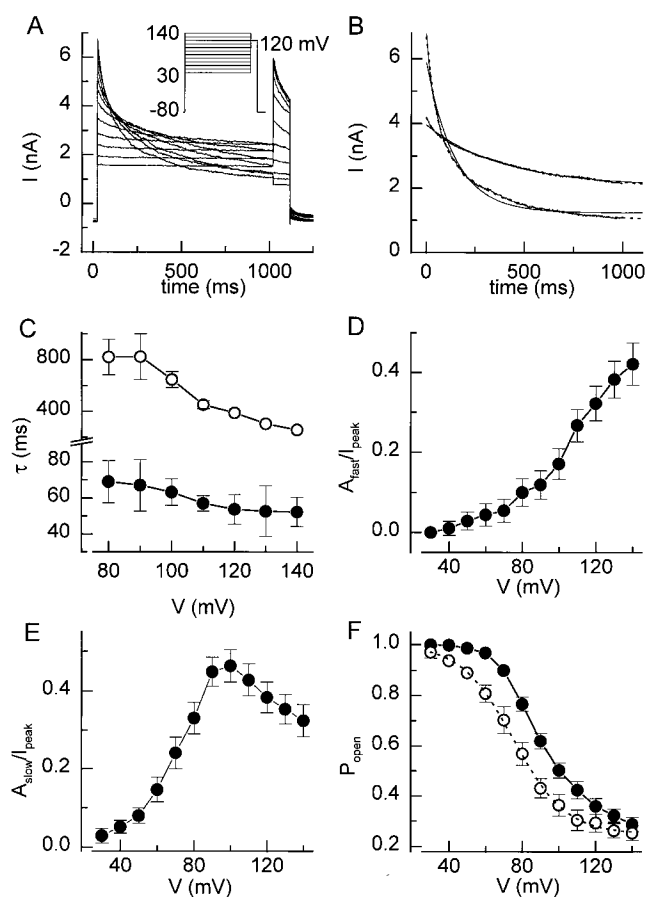 A
B
140
30
-80
120 mV
6
4
2
0
-2
I (nA)
0
500
1000
time (ms)
6
4
2
0
I (nA)
0
500
1000
time (ms)
C
D
800
400
80
60
40
τ (ms)
80
100
120
140
V (mV)
0.4
0.2
0.0
A_fast/I_peak
40
80
120
V (mV)
E
F
0.4
0.2
0.0
A_slow/I_peak
40
80
120
V (mV)
1.0
0.8
0.6
0.4
0.2
P_open
40
80
120
V (mV)